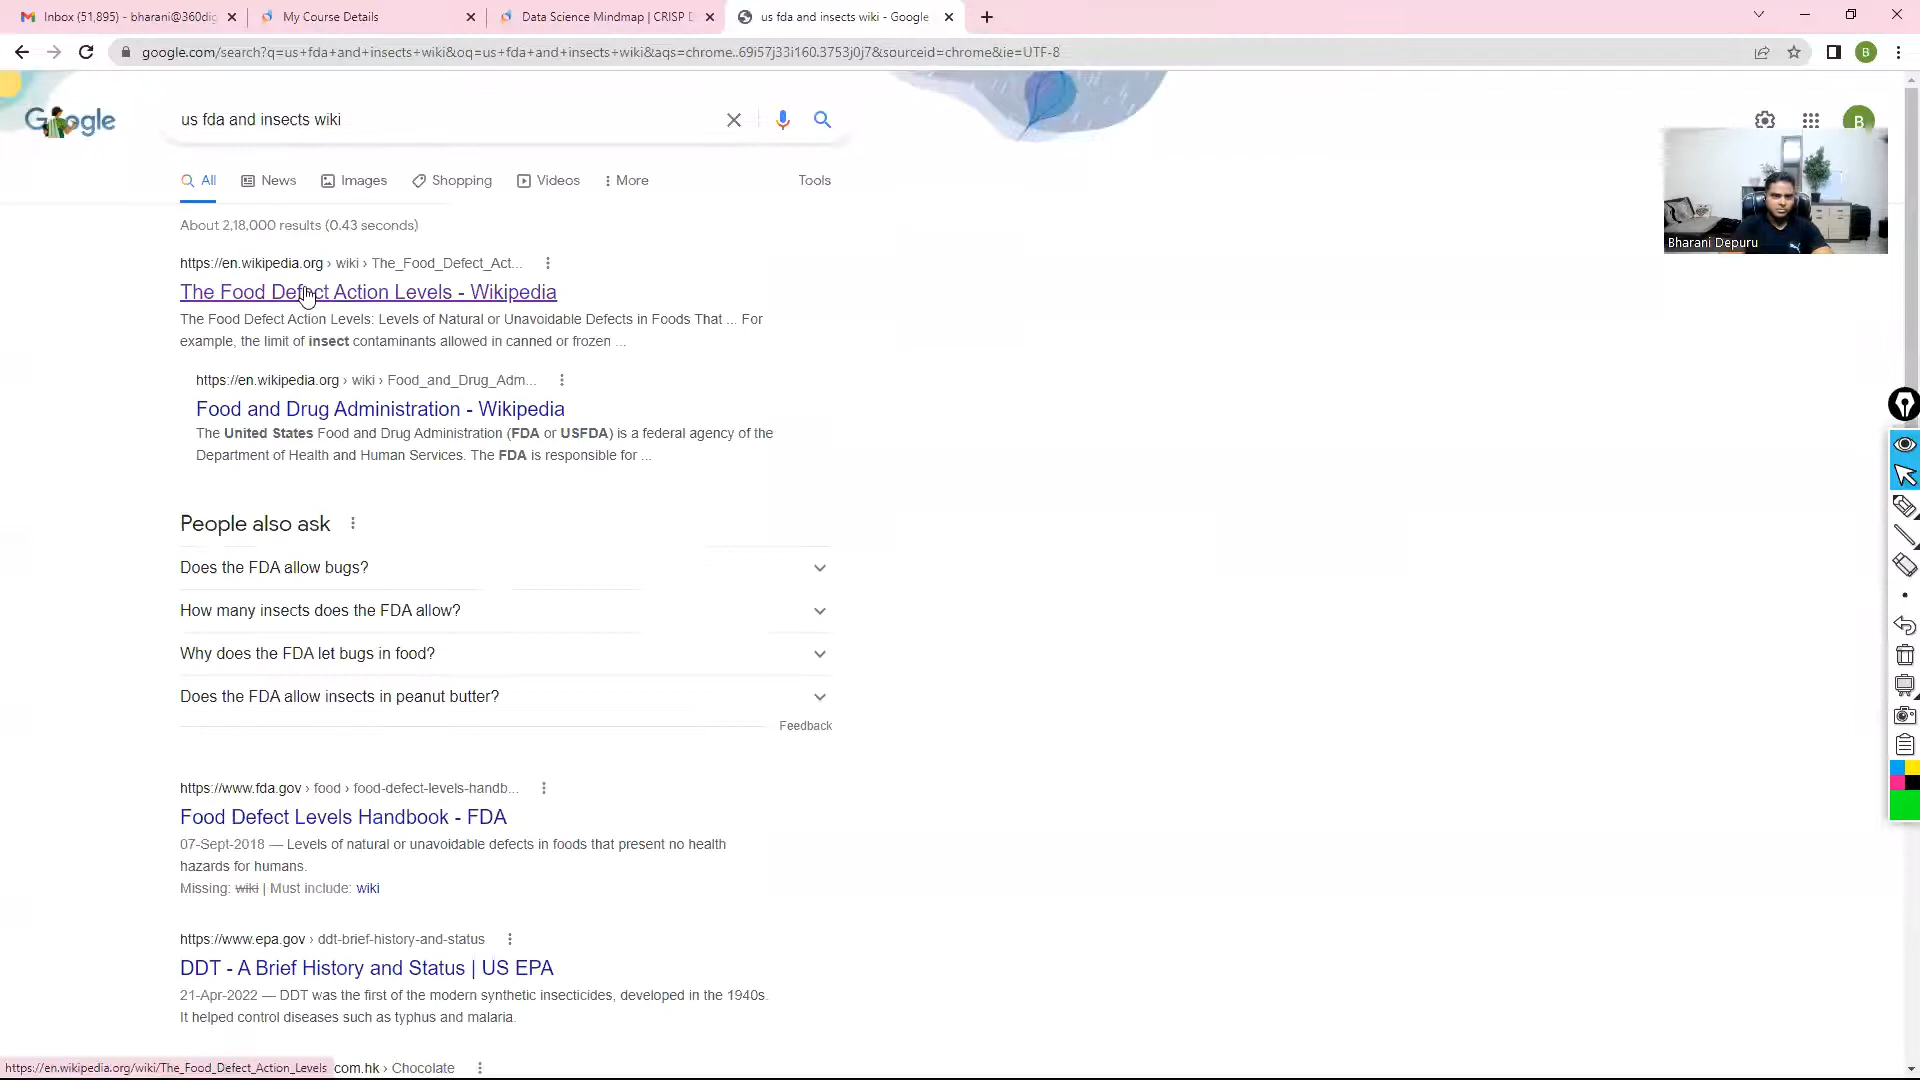 Inbox (51,895) - bharani@360dig
My Course Details
Data Science Mindmap | CRISP D
us fda and insects wiki - Google
google.com/search?q=us+fda+and+insects+wiki&oq=us+fda+and+insects+wiki&aqs=chrome..69i57j33i160.3753j0j7&sourceid=chrome&ie=UTF-8
B
Google
us fda and insects wiki
B
All
News
Images
Shopping
Videos
More
Tools
About 2,18,000 results (0.43 seconds)
Bharani Depuru
https://en.wikipedia.org › wiki › The_Food_Defect_Act...
The Food Defect Action Levels - Wikipedia
The Food Defect Action Levels: Levels of Natural or Unavoidable Defects in Foods That ... For
example, the limit of insect contaminants allowed in canned or frozen ...
https://en.wikipedia.org › wiki › Food_and_Drug_Adm...
Food and Drug Administration - Wikipedia
The United States Food and Drug Administration (FDA or USFDA) is a federal agency of the
Department of Health and Human Services. The FDA is responsible for ...
People also ask
Does the FDA allow bugs?
How many insects does the FDA allow?
Why does the FDA let bugs in food?
Does the FDA allow insects in peanut butter?
Feedback
https://www.fda.gov › food › food-defect-levels-handb...
Food Defect Levels Handbook - FDA
07-Sept-2018 — Levels of natural or unavoidable defects in foods that present no health
hazards for humans.
Missing: wiki | Must include: wiki
https://www.epa.gov › ddt-brief-history-and-status
DDT - A Brief History and Status | US EPA
21-Apr-2022 — DDT was the first of the modern synthetic insecticides, developed in the 1940s.
It helped control diseases such as typhus and malaria.
https://en.wikipedia.org/wiki/The_Food_Defect_Action_Levels
com.hk › Chocolate